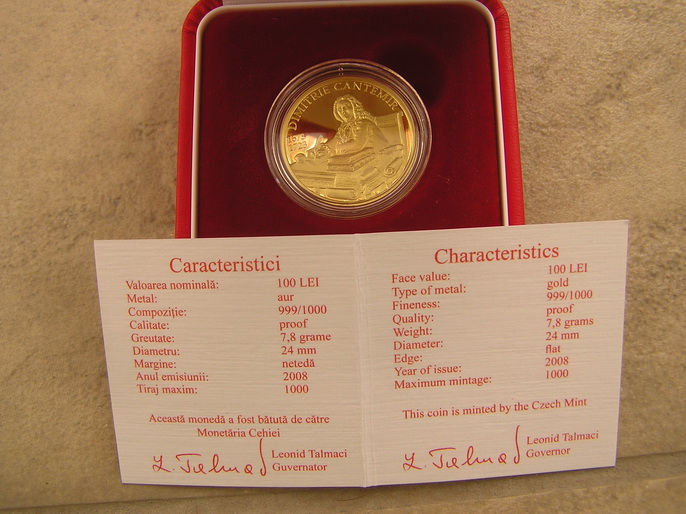 DIMITRIE CANTEMIR
1673
1723
Caracteristici
Valoarea nominală: 100 LEI
Metal: aur
Compoziţie: 999/1000
Calitate: proof
Greutate: 7,8 grame
Diametru: 24 mm
Margine: netedă
Anul emisiunii: 2008
Tiraj maxim: 1000
Această monedă a fost bătută de către
Monetăria Cehiei
L. Talmaci
Leonid Talmaci
Guvernator
Characteristics
Face value: 100 LEI
Type of metal: gold
Fineness: 999/1000
Quality: proof
Weight: 7,8 grams
Diameter: 24 mm
Edge: flat
Year of issue: 2008
Maximum mintage: 1000
This coin is minted by the Czech Mint
L. Talmaci
Leonid Talmaci
Governor